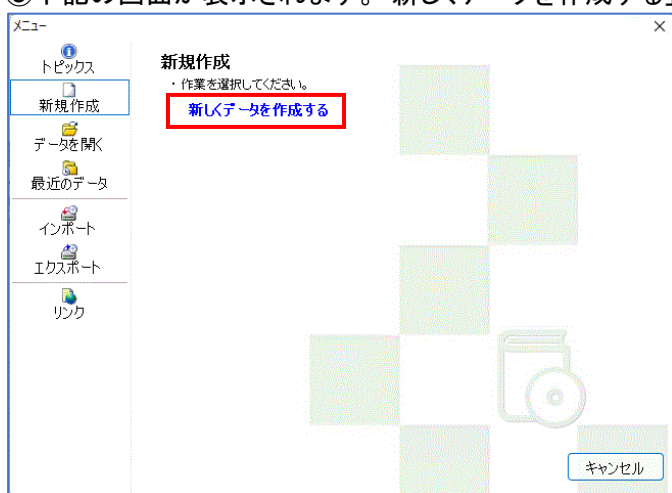 下記の画面が表示されます。「新しくデータを作成する」
メニュー
トピックス
新規作成
データを開く
最近のデータ
インポート
エクスポート
リンク
新規作成
・作業を選択してください。
新しくデータを作成する
キャンセル